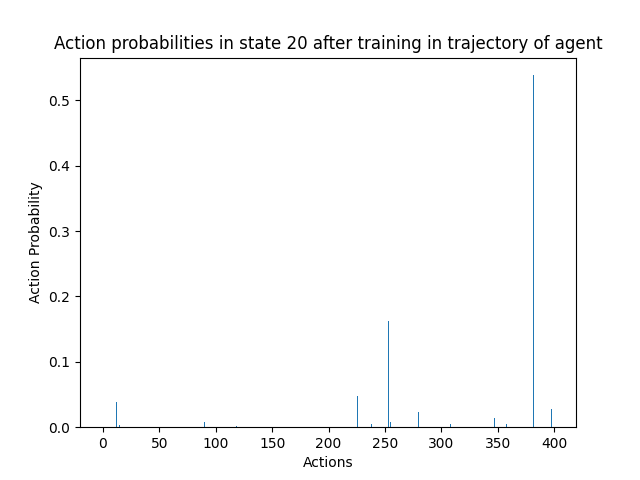 Action probabilities in state 20 after training in trajectory of agent
0.5
0.4
0.3
0.2
0.1
0.0
Action Probability
0 50 100 150 200 250 300 350 400
Actions